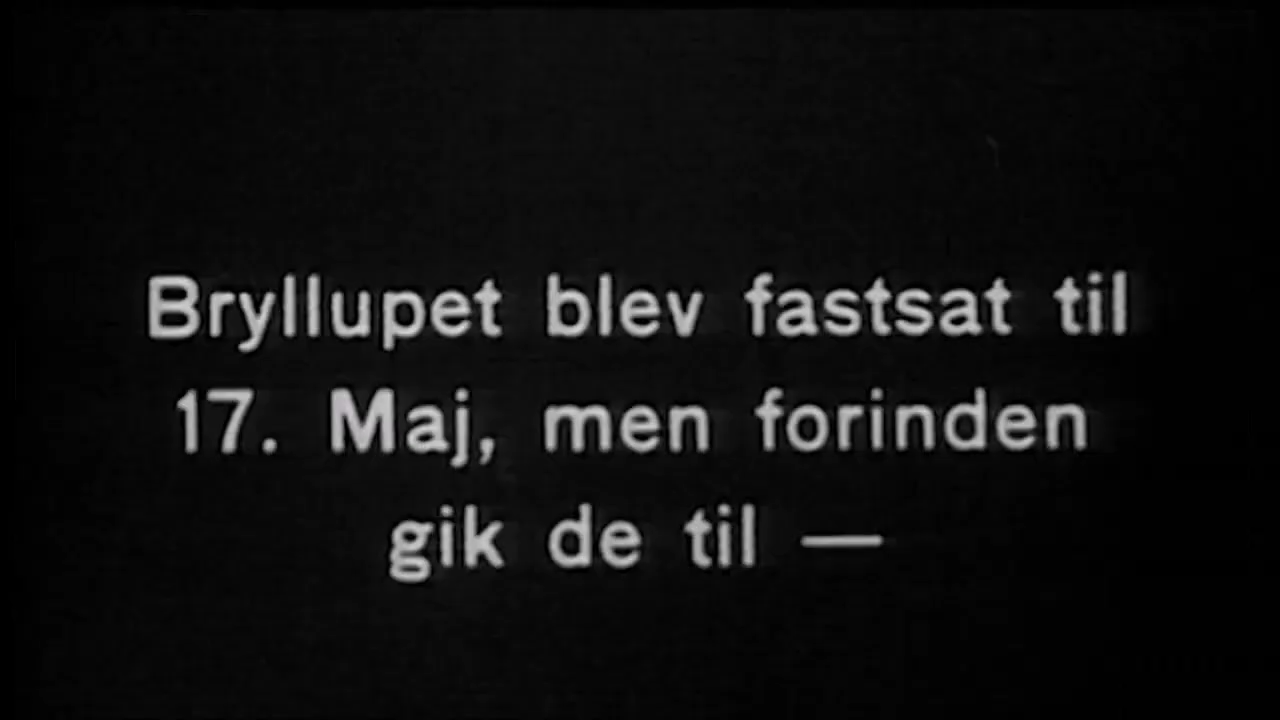 Bryllupet blev fastsat til
17. Maj, men forinden
gik de til —